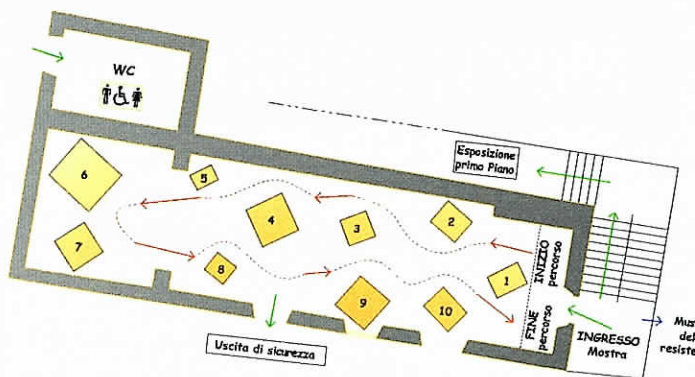 WC
Esposizione
primo Piano
6
5
4
3
2
1
7
8
9
10
INIZIO
percorso
FINE
percorso
INGRESSO
Mostra
Uscita di sicurezza